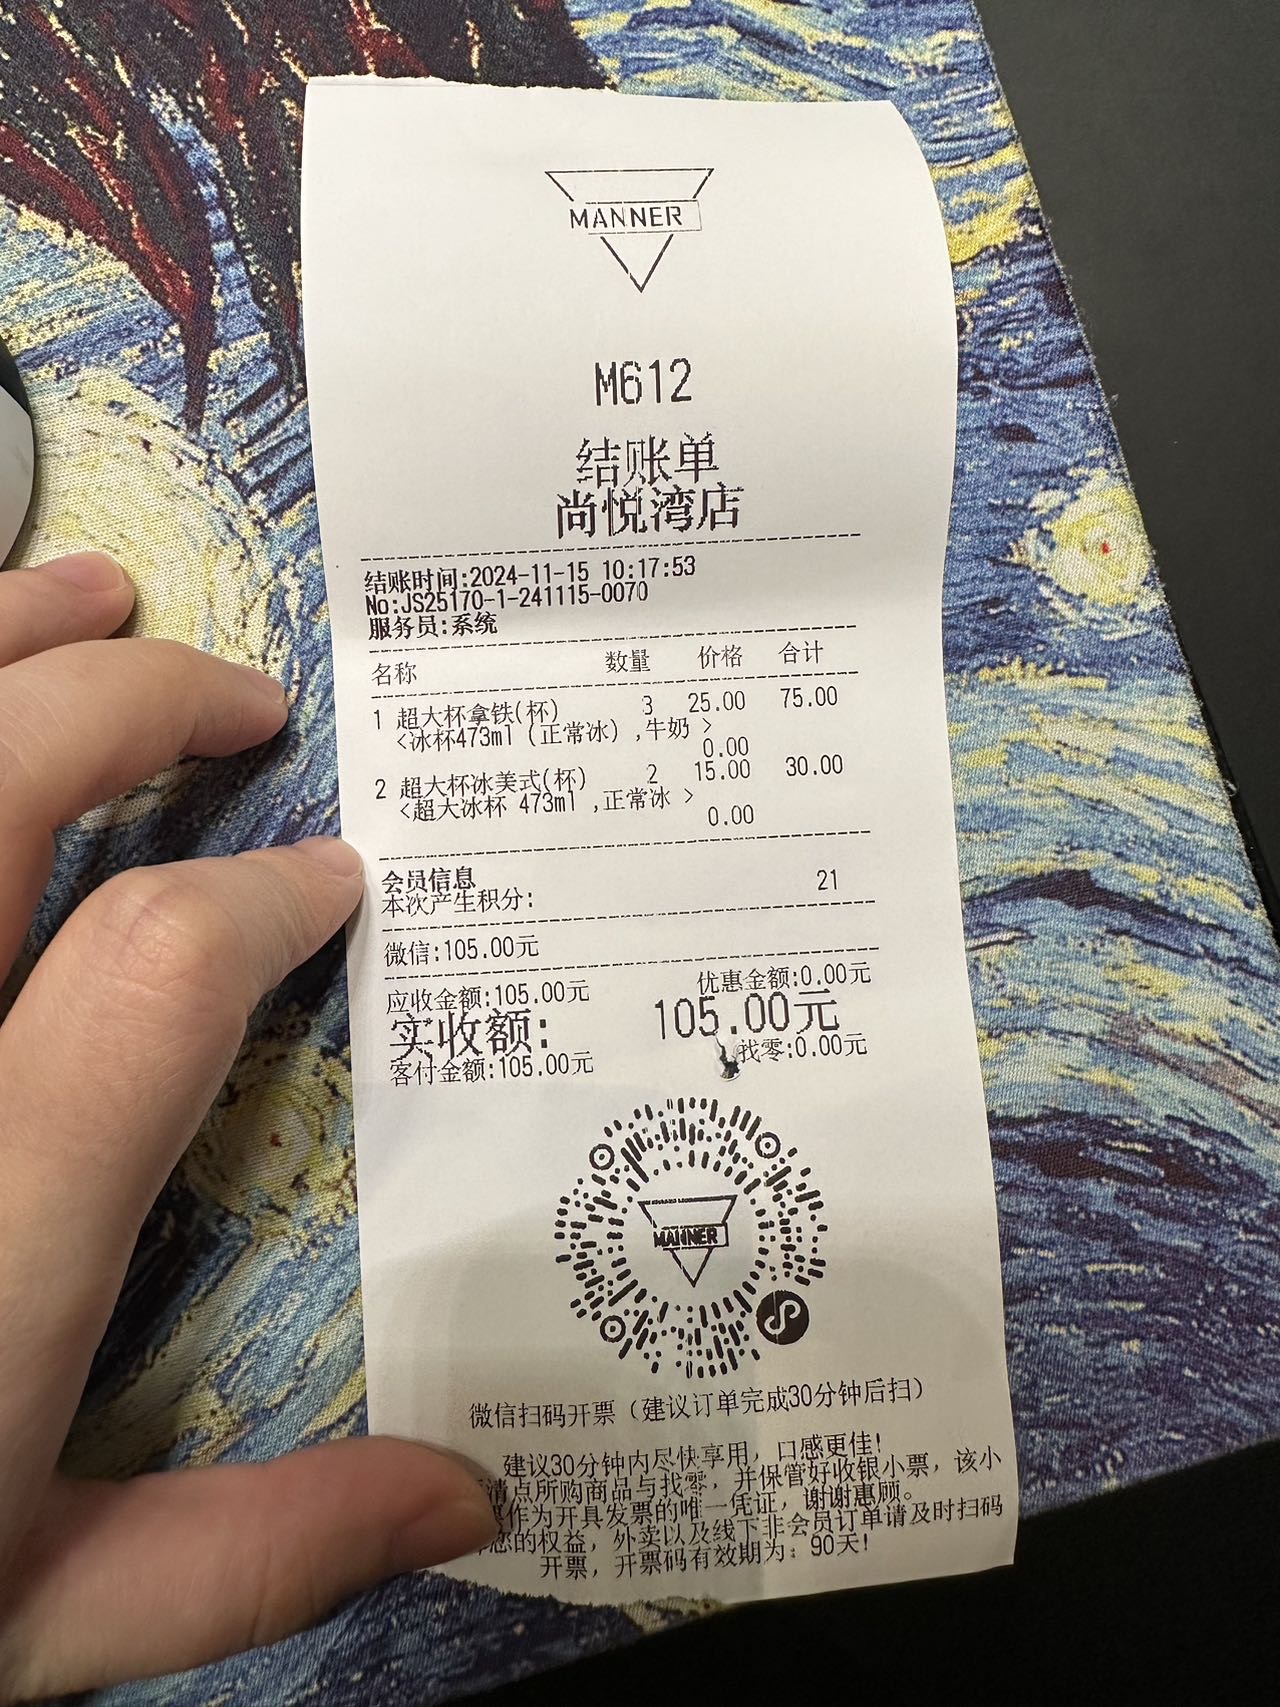 MANNER
M612
结账单
尚悦湾店
结账时间:2024-11-15 10:17:53
No:JS25170-1-241115-0070
服务员:系统
名称 数量 价格 合计
1 超大杯拿铁(杯) 3 25.00 75.00
<冰杯473ml (正常冰) ,牛奶 >
0.00
2 超大杯冰美式(杯) 2 15.00 30.00
<超大冰杯 473ml ,正常冰 >
0.00
会员信息
本次产生积分: 21
微信:105.00元
应收金额:105.00元 优惠金额:0.00元
实收额: 105.00元
客付金额:105.00元 找零:0.00元
MANNER
微信扫码开票（建议订单完成30分钟后扫）
建议30分钟内尽快享用，口感更佳!
清点所购商品与找零，并保管好收银小票，该小
作为开具发票的唯一凭证，谢谢惠顾。
您的权益，外卖以及线下非会员订单请及时扫码
开票，开票码有效期为：90天!